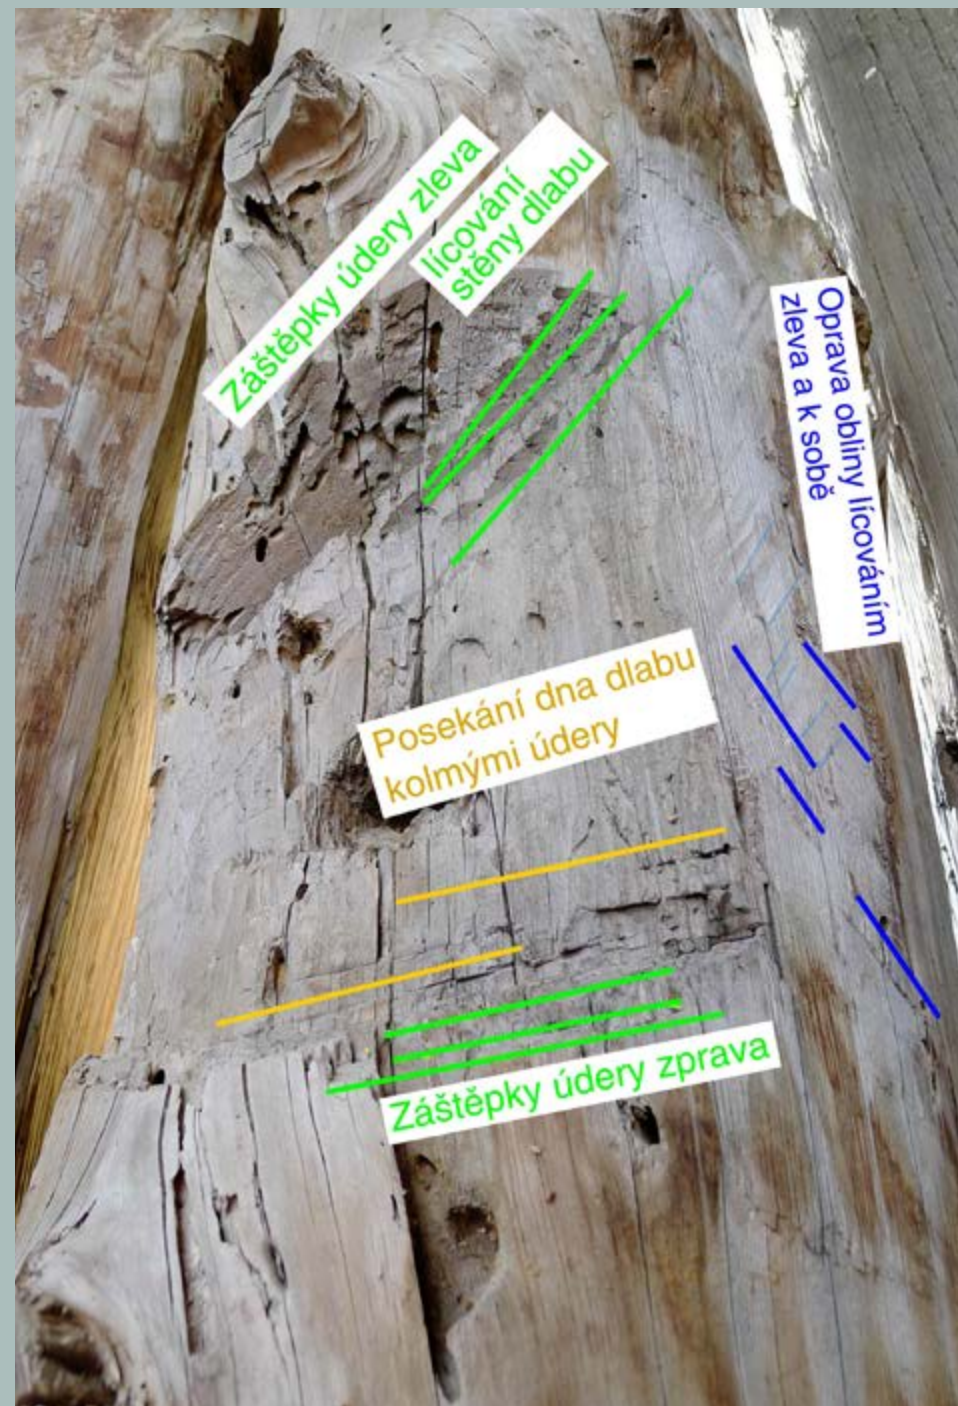 Záštěpky údery zleva
lícování
stěny dlabu
Oprava obliny lícováním
zleva a k sobě
Posekání dna dlabu
kolmými údery
Záštěpky údery zprava